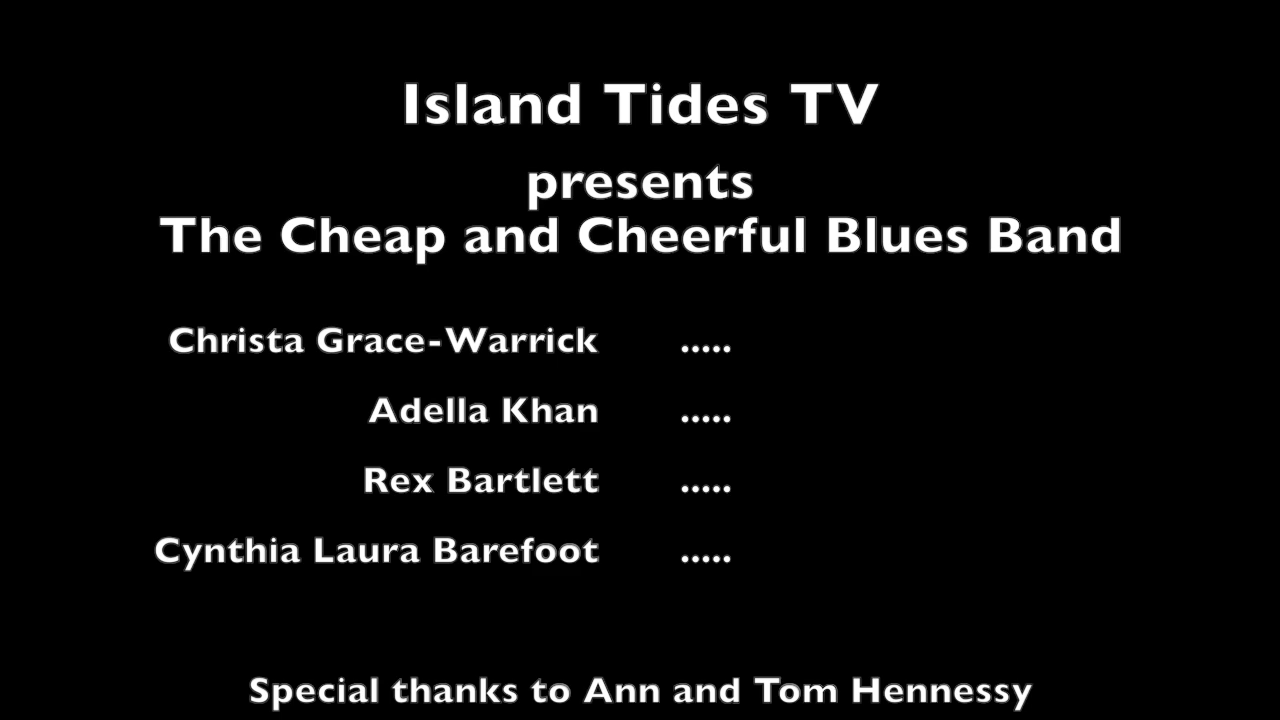 Island Tides TV
presents
The Cheap and Cheerful Blues Band
Christa Grace-Warrick .....
Adella Khan .....
Rex Bartlett .....
Cynthia Laura Barefoot .....
Special thanks to Ann and Tom Hennessy